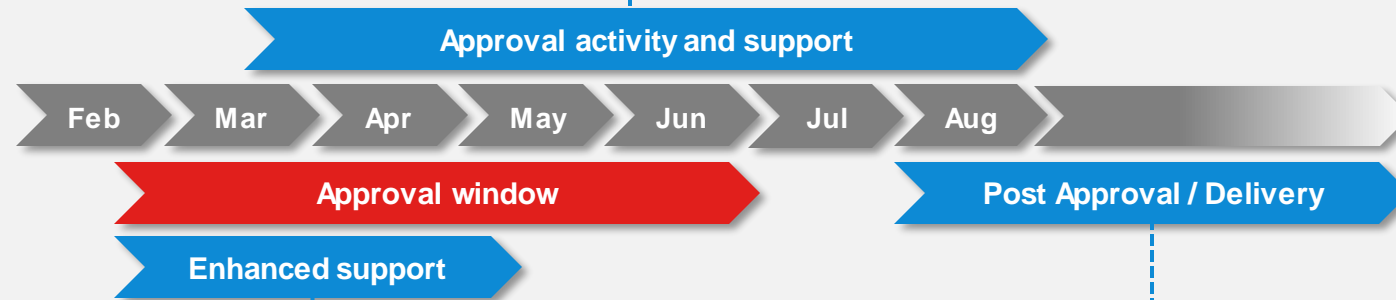 Approval activity and support
Feb Mar Apr May Jun Jul Aug
Approval window
Post Approval / Delivery
Enhanced support